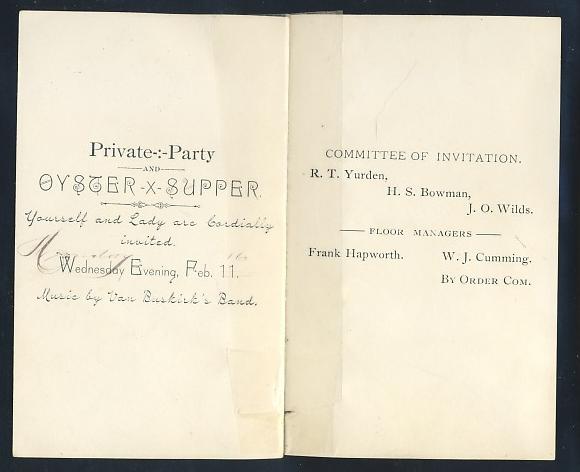 Private-:-Party
AND
OYSTER-X-SUPPER.
Yourself and Lady are Cordially
invited.
Wednesday Evening, Feb. 11.
Music by Van Buskirk's Band.
COMMITTEE OF INVITATION.
R. T. Yurden,
H. S. Bowman,
J. O. Wilds.
FLOOR MANAGERS
Frank Hapworth. W. J. Cumming.
BY ORDER COM.